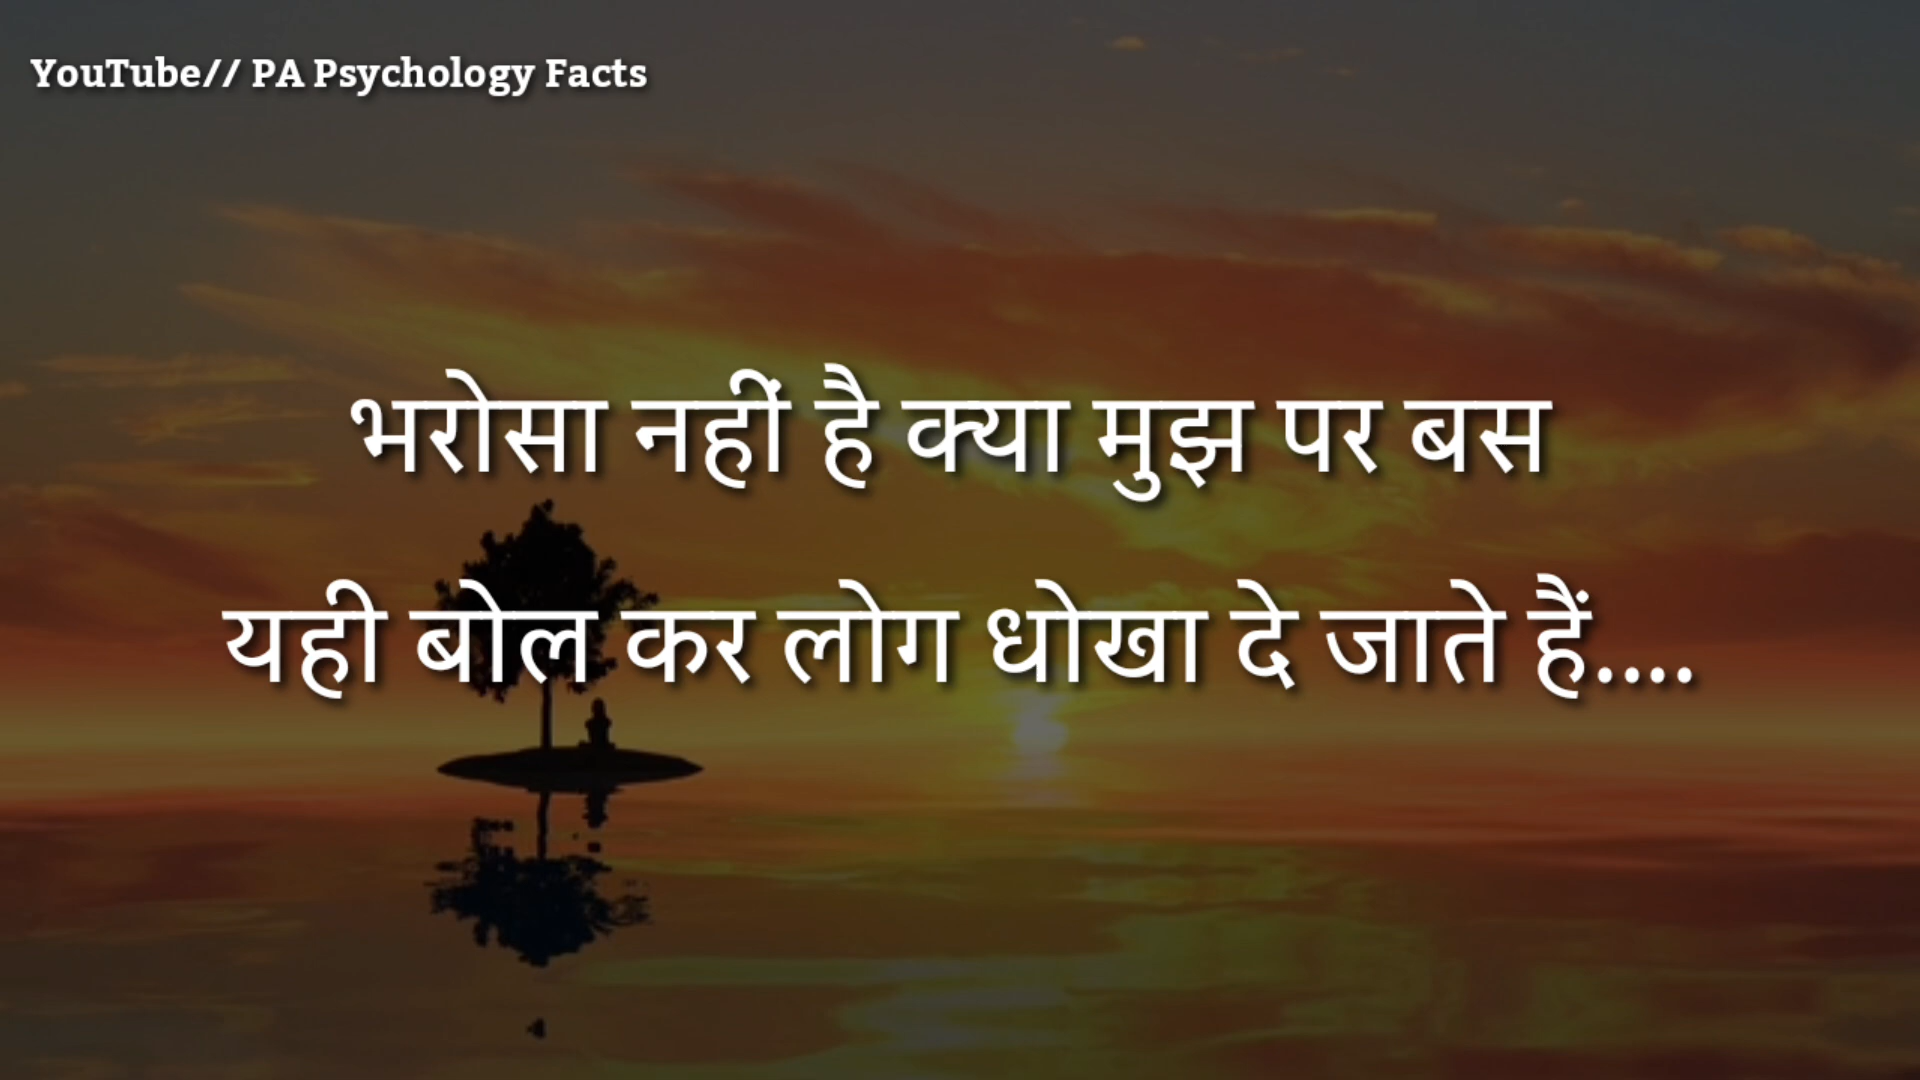 YouTube// PA Psychology Facts
भरोसा नहीं है क्या मुझ पर बस
यही बोल कर लोग धोखा दे जाते हैं....